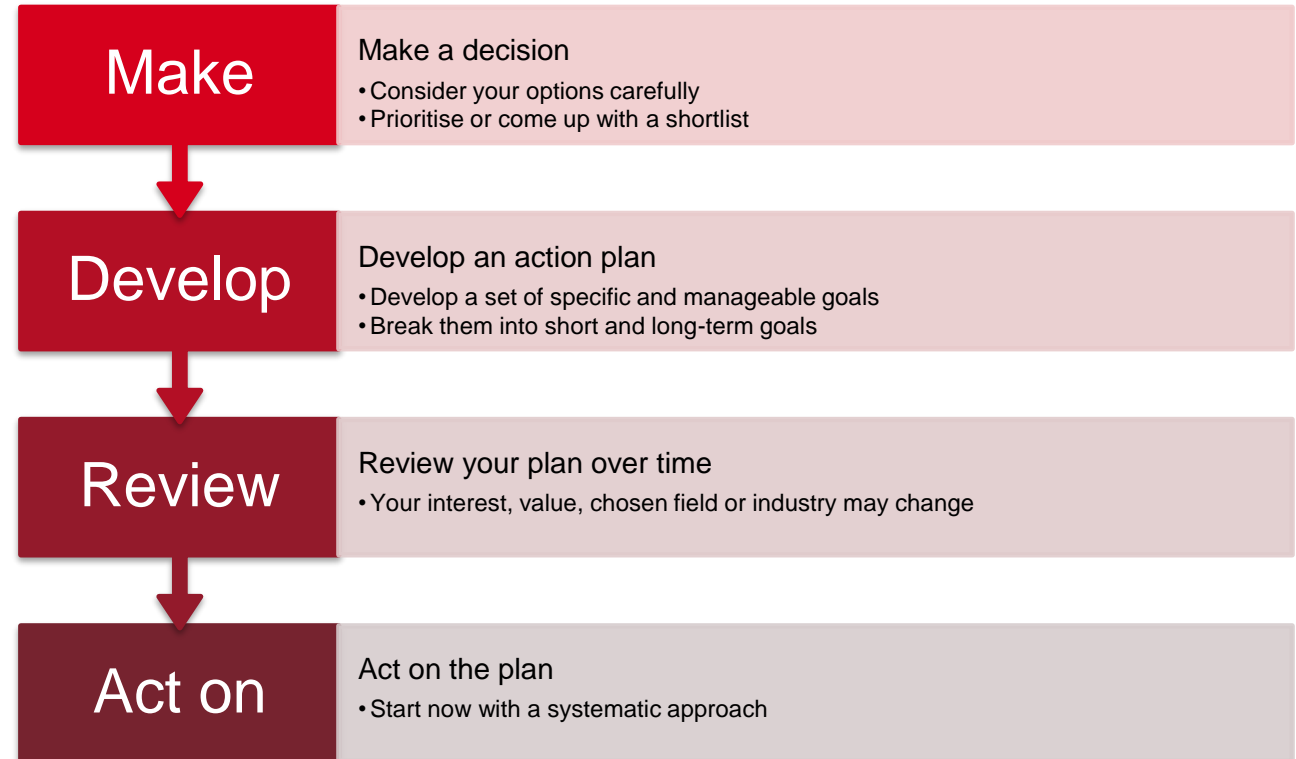 Make
Make a decision
• Consider your options carefully
• Prioritise or come up with a shortlist
Develop
Develop an action plan
• Develop a set of specific and manageable goals
• Break them into short and long-term goals
Review
Review your plan over time
• Your interest, value, chosen field or industry may change
Act on
Act on the plan
• Start now with a systematic approach